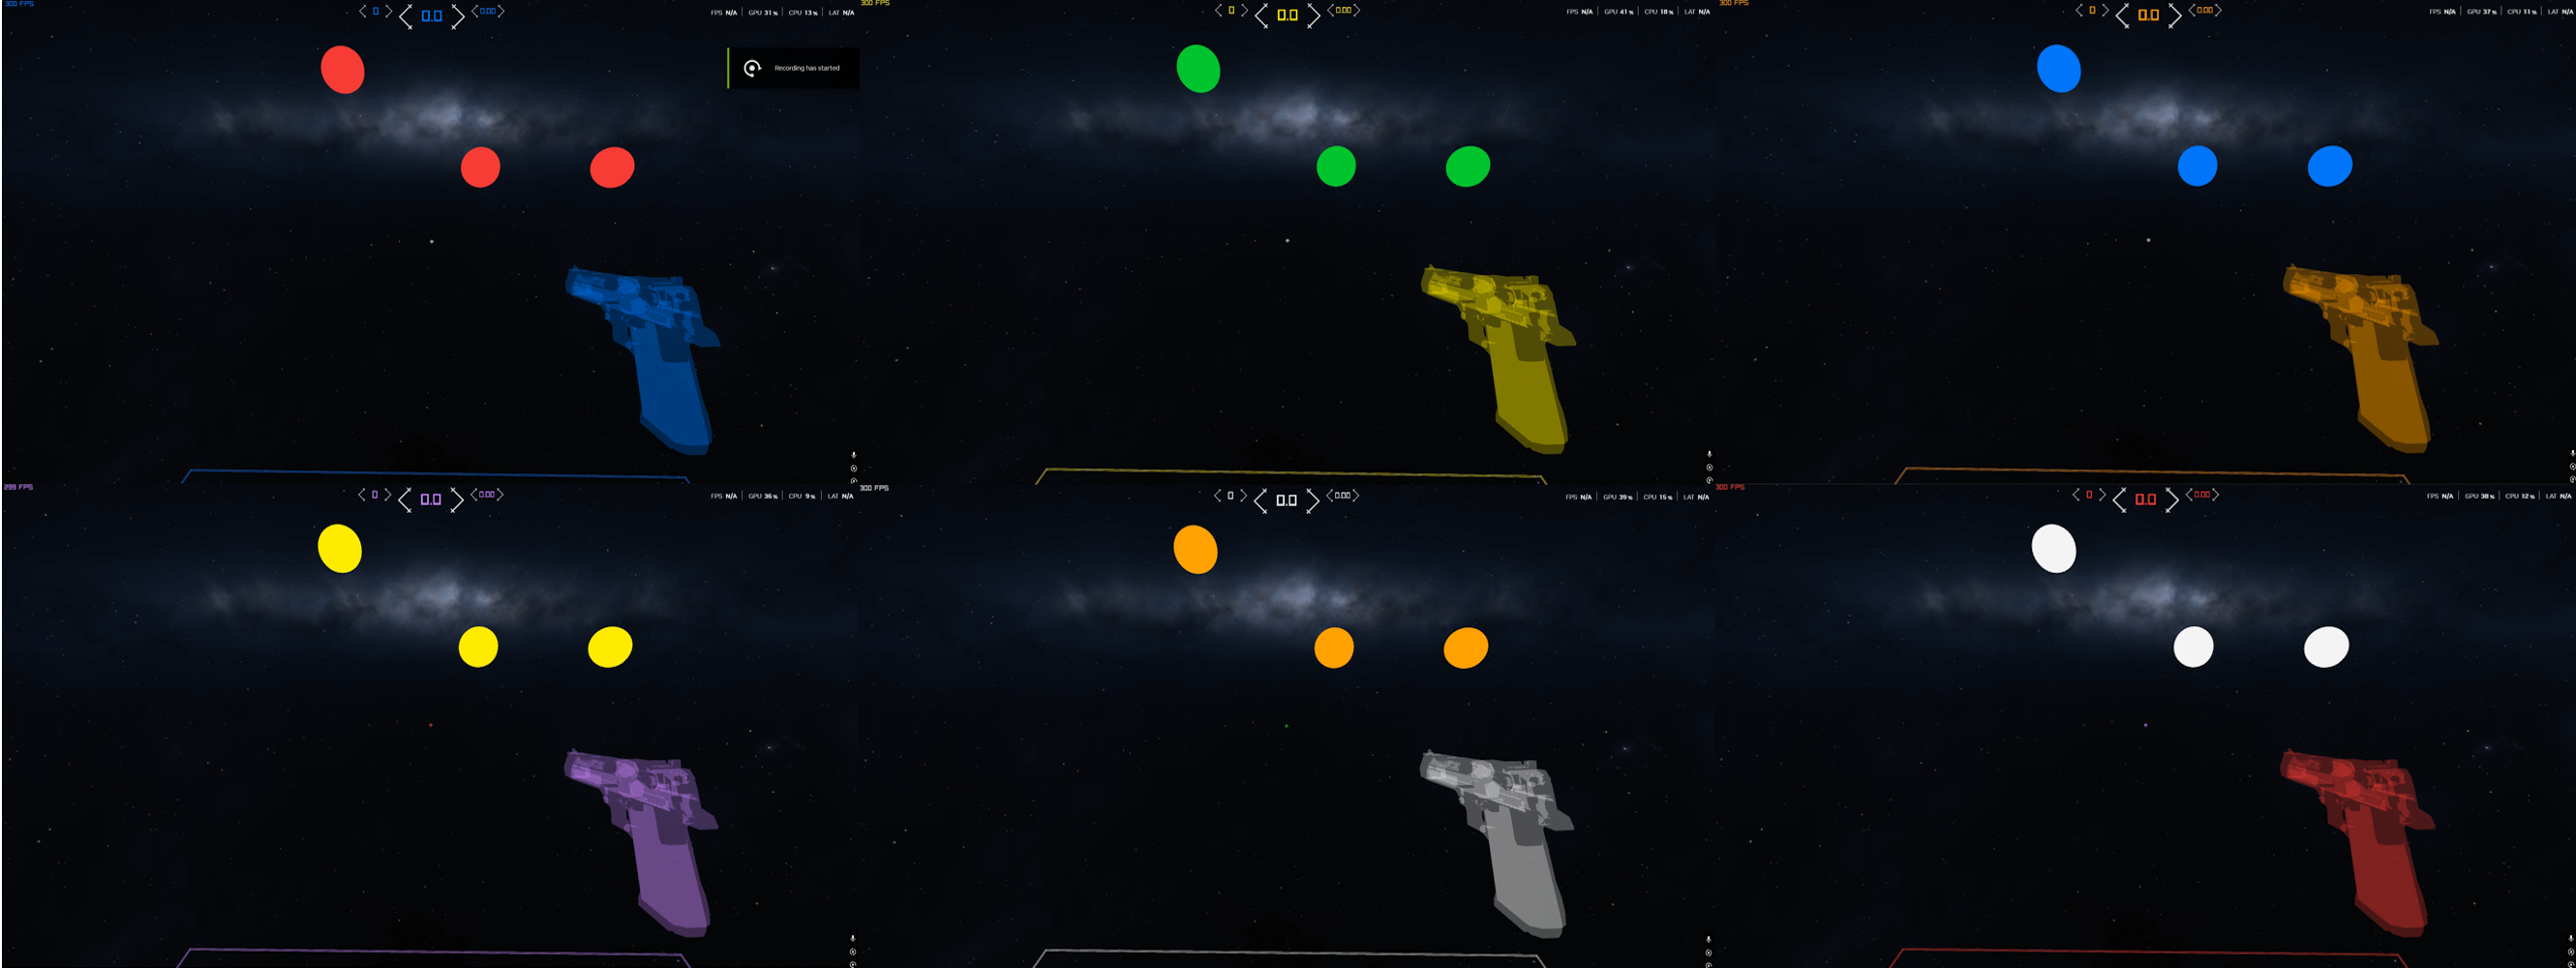 300 FPS
0 0.0 0.00
FPS N/A | GPU 31% | CPU 13% | LAT N/A
Recording has started
300 FPS
0 0.0 0.00
FPS N/A | GPU 41% | CPU 18% | LAT N/A
300 FPS
0 0.0 0.00
FPS N/A | GPU 37% | CPU 11% | LAT N/A
299 FPS
0 0.0 0.00
FPS N/A | GPU 36% | CPU 9% | LAT N/A
300 FPS
0 0.0 0.00
FPS N/A | GPU 39% | CPU 15% | LAT N/A
300 FPS
0 0.0 0.00
FPS N/A | GPU 38% | CPU 12% | LAT N/A